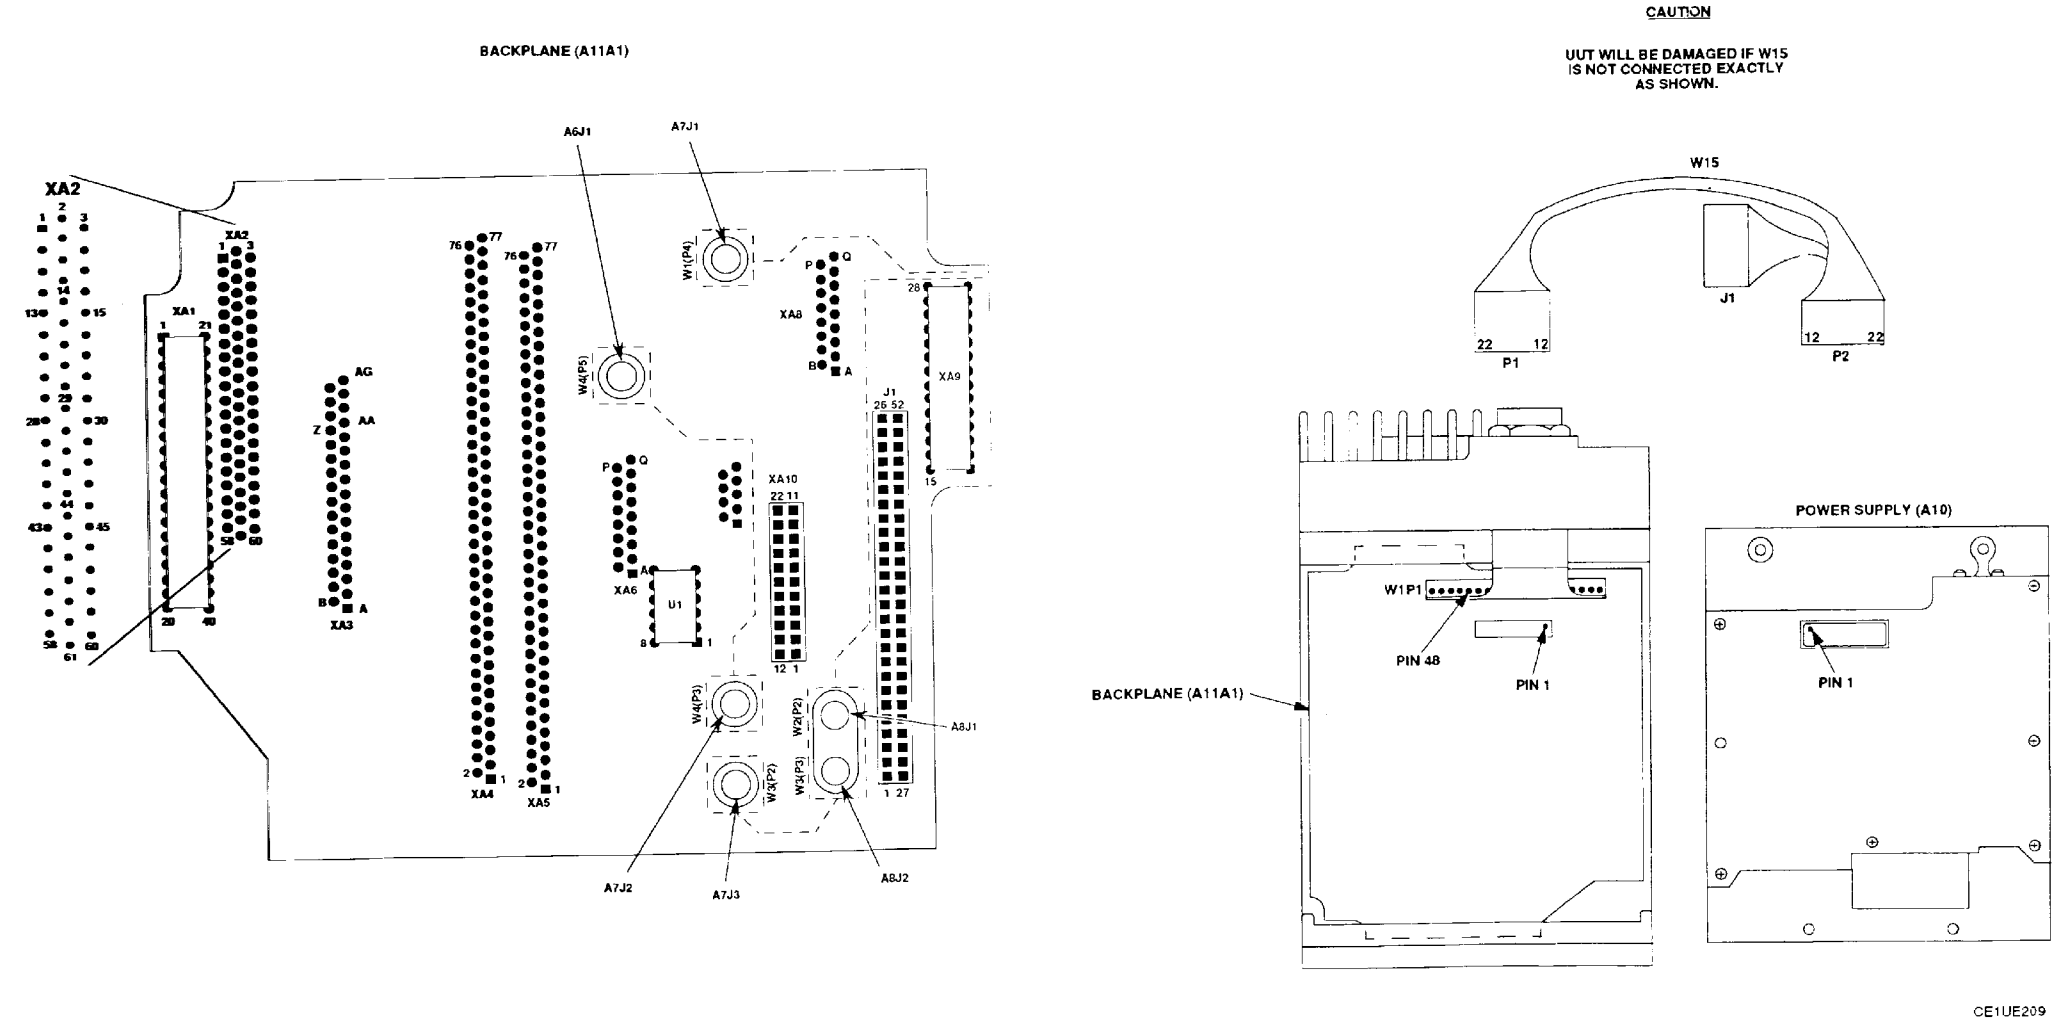 CAUTION
BACKPLANE (A11A1)
UUT WILL BE DAMAGED IF W15
IS NOT CONNECTED EXACTLY
AS SHOWN.
A6J1
A7J1
W15
XA2
1
2
3
14
13
15
29
28
30
44
43
45
58
61
60
XA2
1 3
58 60
XA1
1 21
20 40
AG
AA
Z
B
A
XA3
76
77
2
1
XA4
76
77
2
1
XA5
W1(P4)
W4(P5)
P
Q
XA8
B
A
P
Q
A
XA6
U1
8
1
XA10
22 11
12 1
J1
26 52
1 27
28
XA9
15
W4(P3)
W3(P2)
W2(P2)
W3(P3)
A8J1
A7J2
A7J3
A8J2
J1
22 12
P1
12 22
P2
POWER SUPPLY (A10)
W1P1
PIN 48
PIN 1
PIN 1
BACKPLANE (A11A1)
CE1UE209